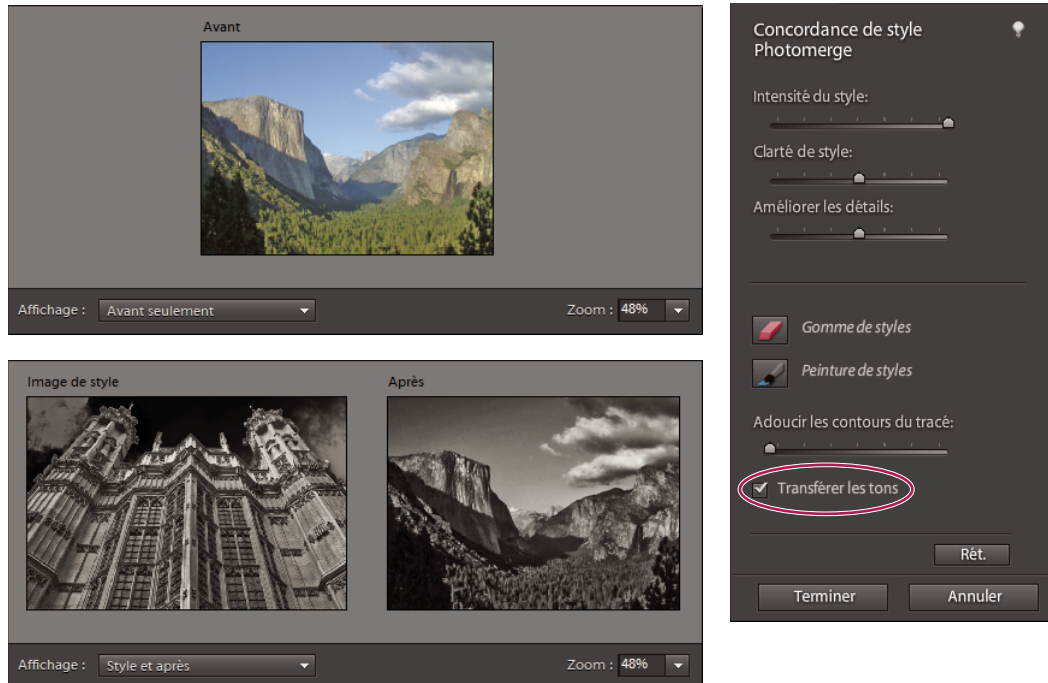 Avant
Affichage :
Avant seulement
Zoom :
48%
Image de style
Après
Affichage :
Style et après
Zoom :
48%
Concordance de style
Photomerge
Intensité du style:
Clarté de style:
Améliorer les détails:
Gomme de styles
Peinture de styles
Adoucir les contours du tracé:
Transférer les tons
Rét.
Terminer
Annuler